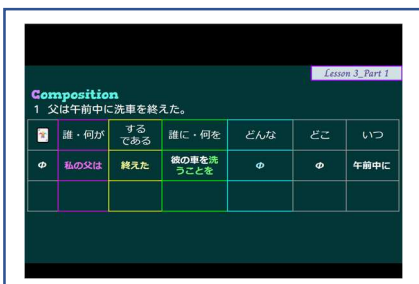 Lesson 3_Part 1
Composition
1 父は午前中に洗車を終えた。
誰・何が する である 誰に・何を どんな どこ いつ
Φ 私の父は 終えた 彼の車を洗うことを Φ Φ 午前中に